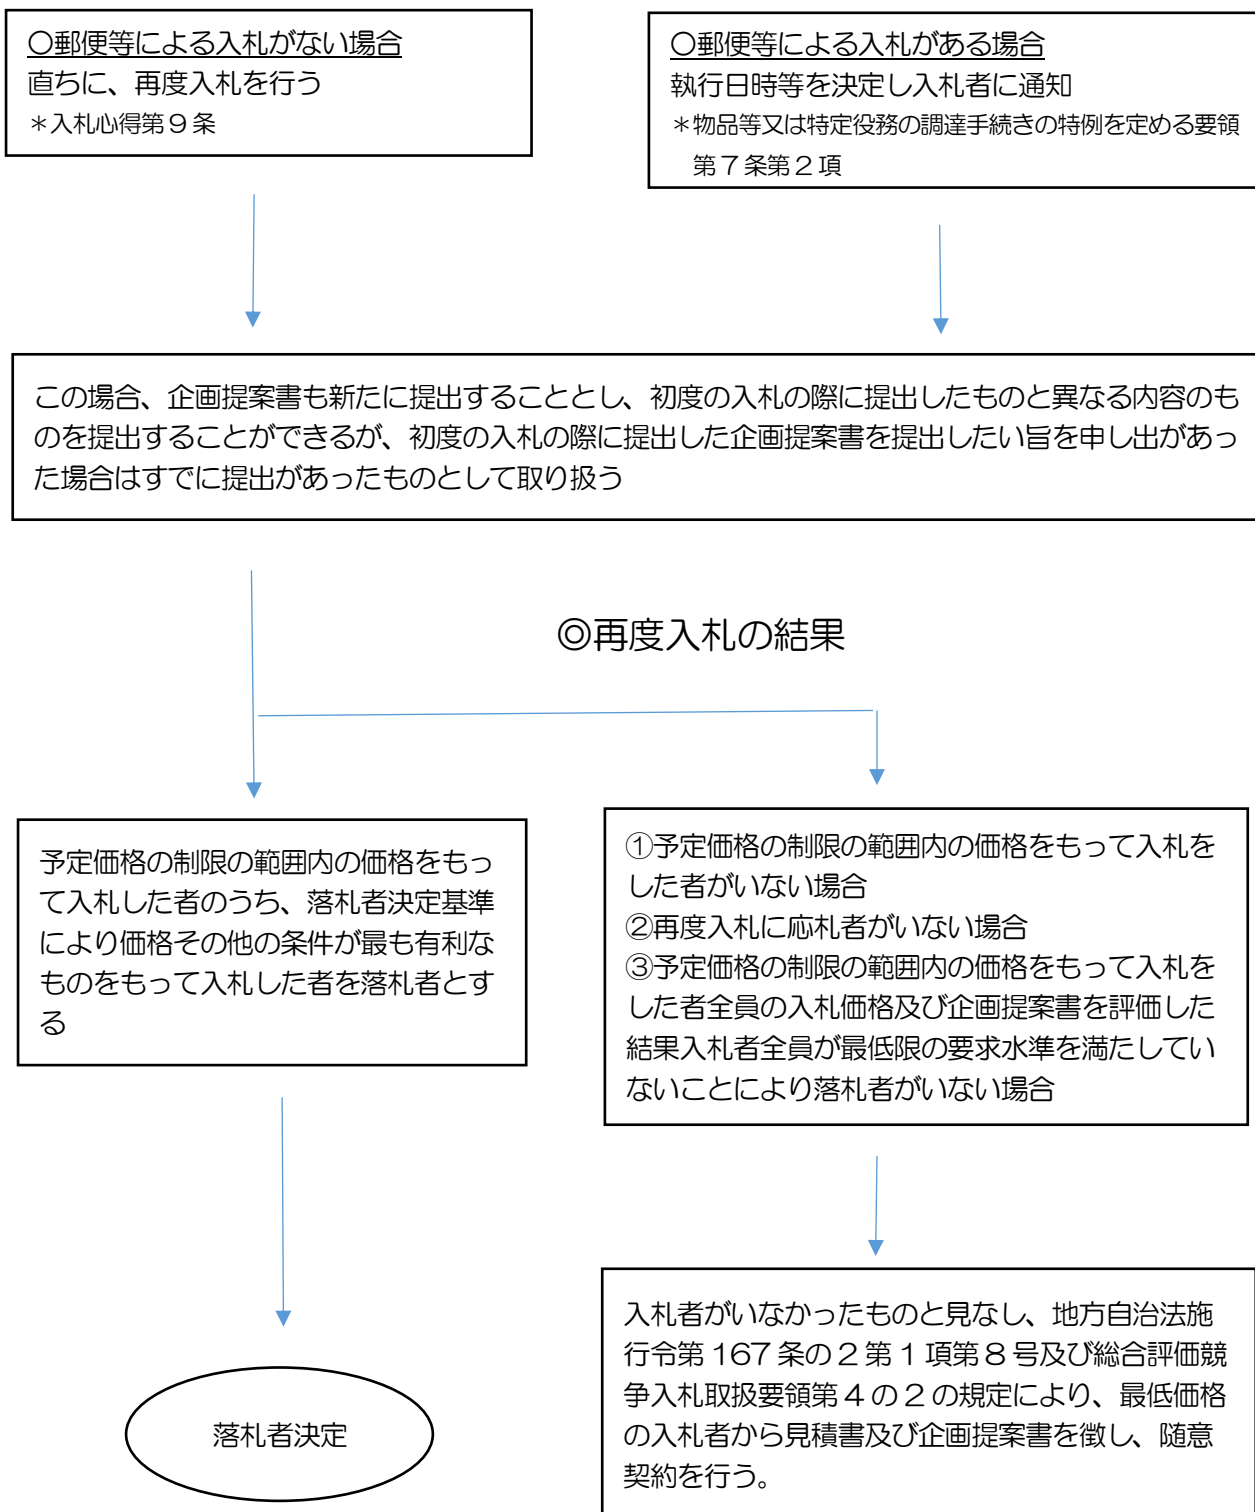 〇郵便等による入札がない場合
直ちに、再度入札を行う
＊入札心得第９条
〇郵便等による入札がある場合
執行日時等を決定し入札者に通知
＊物品等又は特定役務の調達手続きの特例を定める要領
第７条第２項
この場合、企画提案書も新たに提出することとし、初度の入札の際に提出したものと異なる内容のも
のを提出することができるが、初度の入札の際に提出した企画提案書を提出したい旨を申し出があっ
た場合はすでに提出があったものとして取り扱う
◎再度入札の結果
予定価格の制限の範囲内の価格をもっ
て入札した者のうち、落札者決定基準
により価格その他の条件が最も有利な
ものをもって入札した者を落札者とす
る
①予定価格の制限の範囲内の価格をもって入札を
した者がいない場合
②再度入札に応札者がいない場合
③予定価格の制限の範囲内の価格をもって入札を
した者全員の入札価格及び企画提案書を評価した
結果入札者全員が最低限の要求水準を満たしてい
ないことにより落札者がいない場合
落札者決定
入札者がいなかったものと見なし、地方自治法施
行令第 167 条の２第１項第８号及び総合評価競
争入札取扱要領第４の２の規定により、最低価格
の入札者から見積書及び企画提案書を徴し、随意
契約を行う。